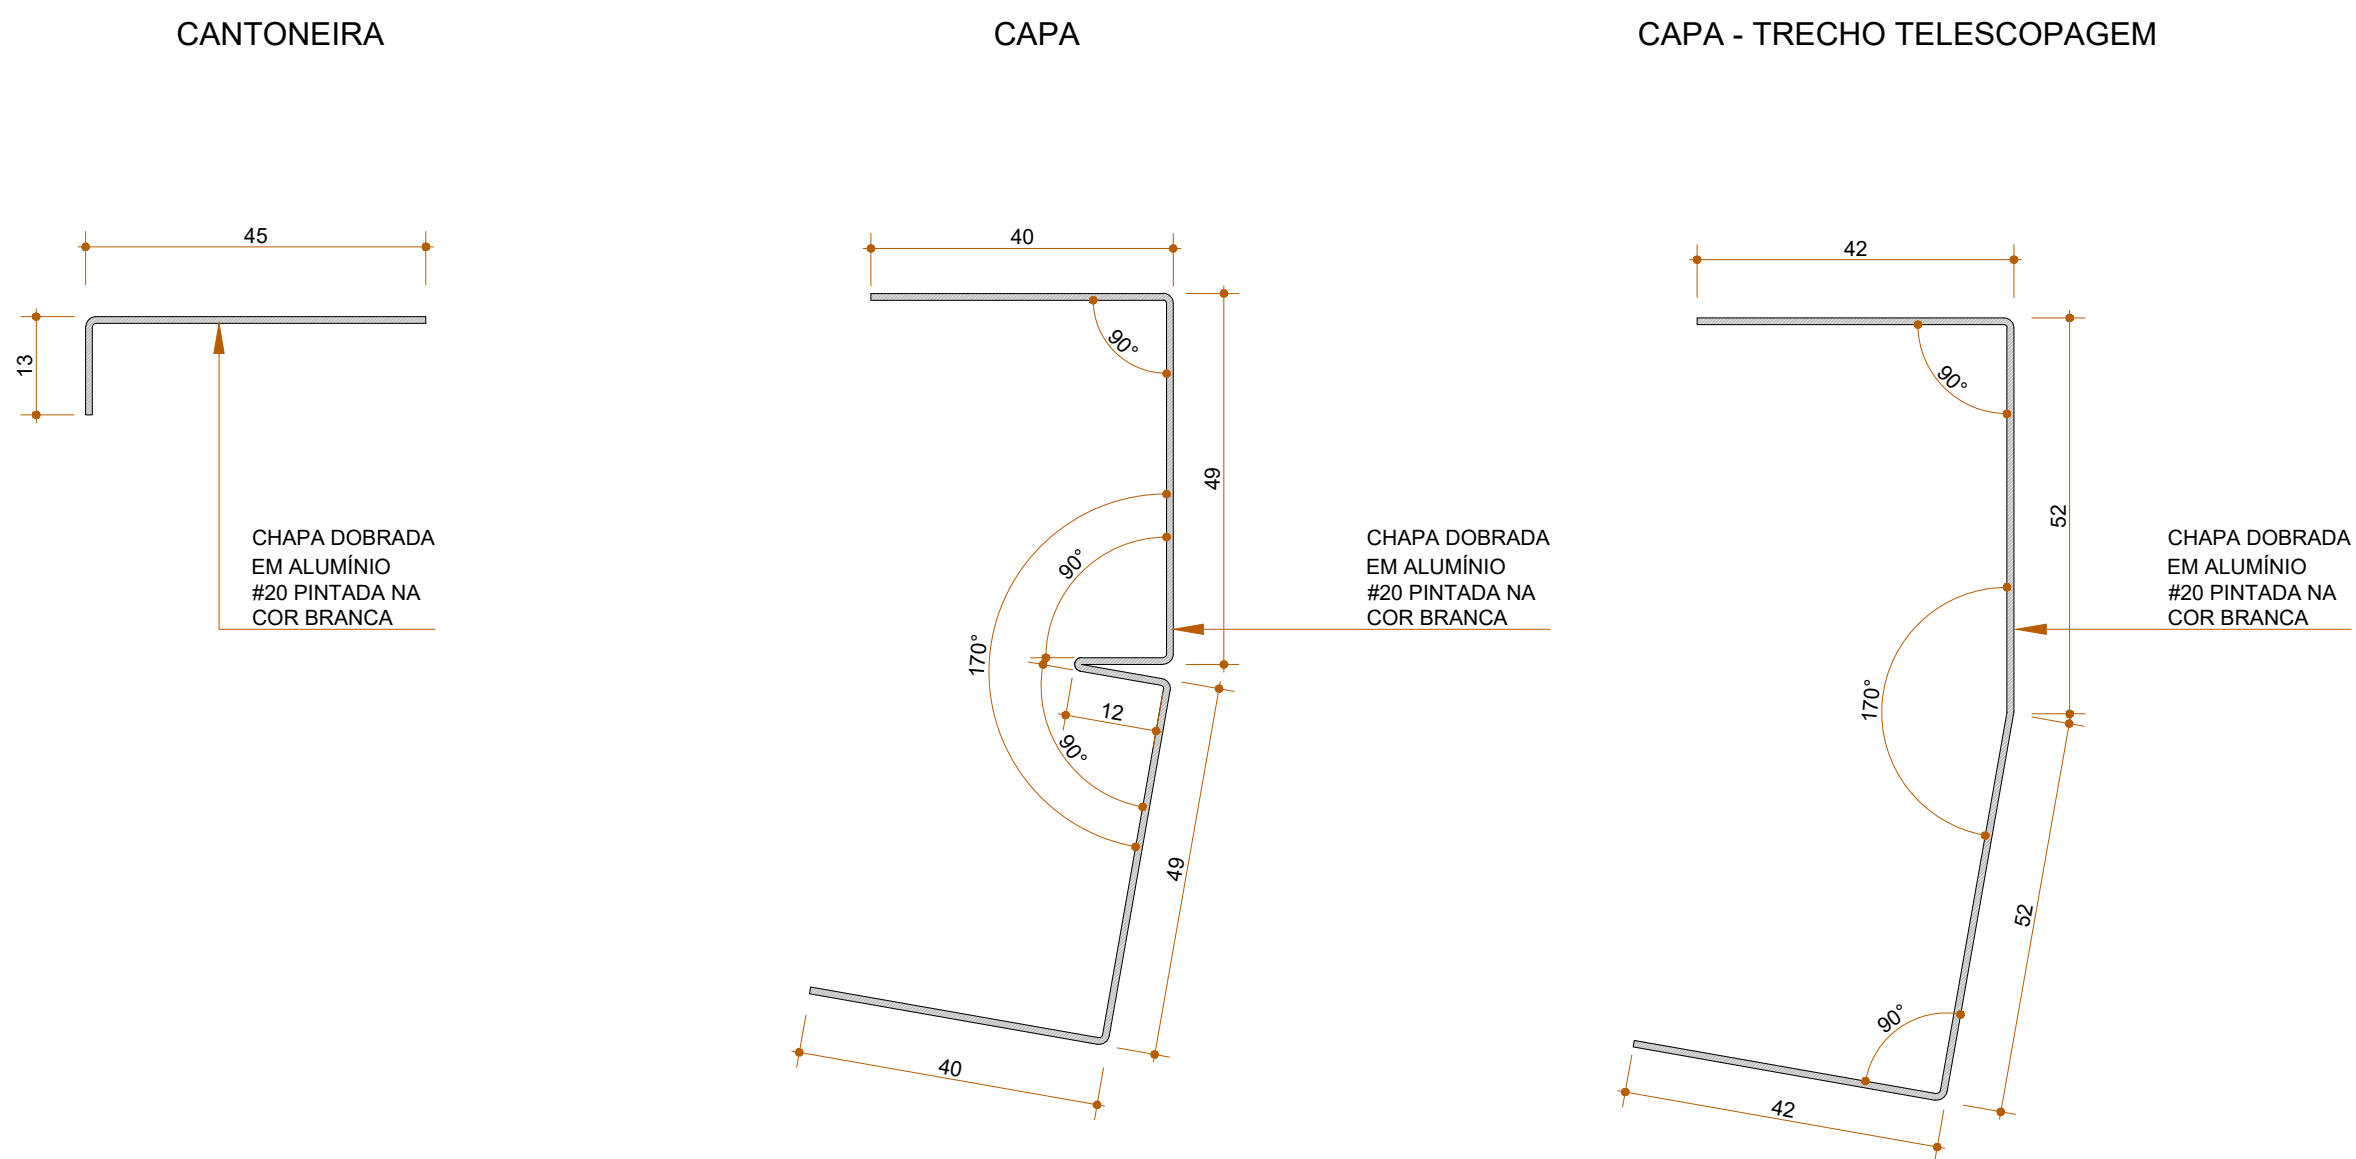 CANTONEIRA
45
13
CHAPA DOBRADA
EM ALUMÍNIO
#20 PINTADA NA
COR BRANCA
CAPA
40
90°
49
90°
170°
12
90°
49
40
CHAPA DOBRADA
EM ALUMÍNIO
#20 PINTADA NA
COR BRANCA
CAPA - TRECHO TELESCOPAGEM
42
90°
52
170°
52
90°
42
CHAPA DOBRADA
EM ALUMÍNIO
#20 PINTADA NA
COR BRANCA